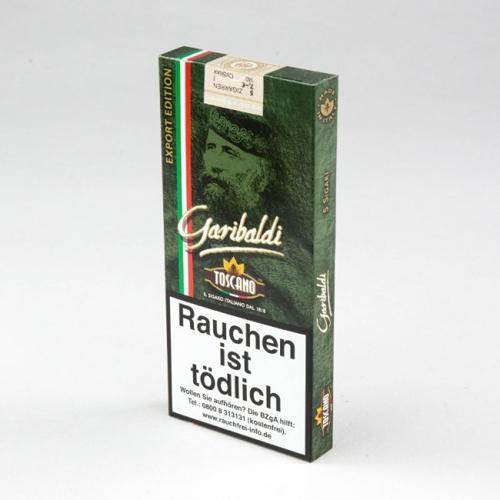 EXPORT EDITION
ZIGARREN
Garibaldi
TOSCANO
IL SIGARO ITALIANO DAL 1818
Rauchen
ist
tödlich
Wollen Sie aufhören? Die BZgA hilft:
Tel.: 0800 8 313131 (kostenfrei).
www.rauchfrei-info.de
5 SIGARI
Garibaldi
TOSCANO